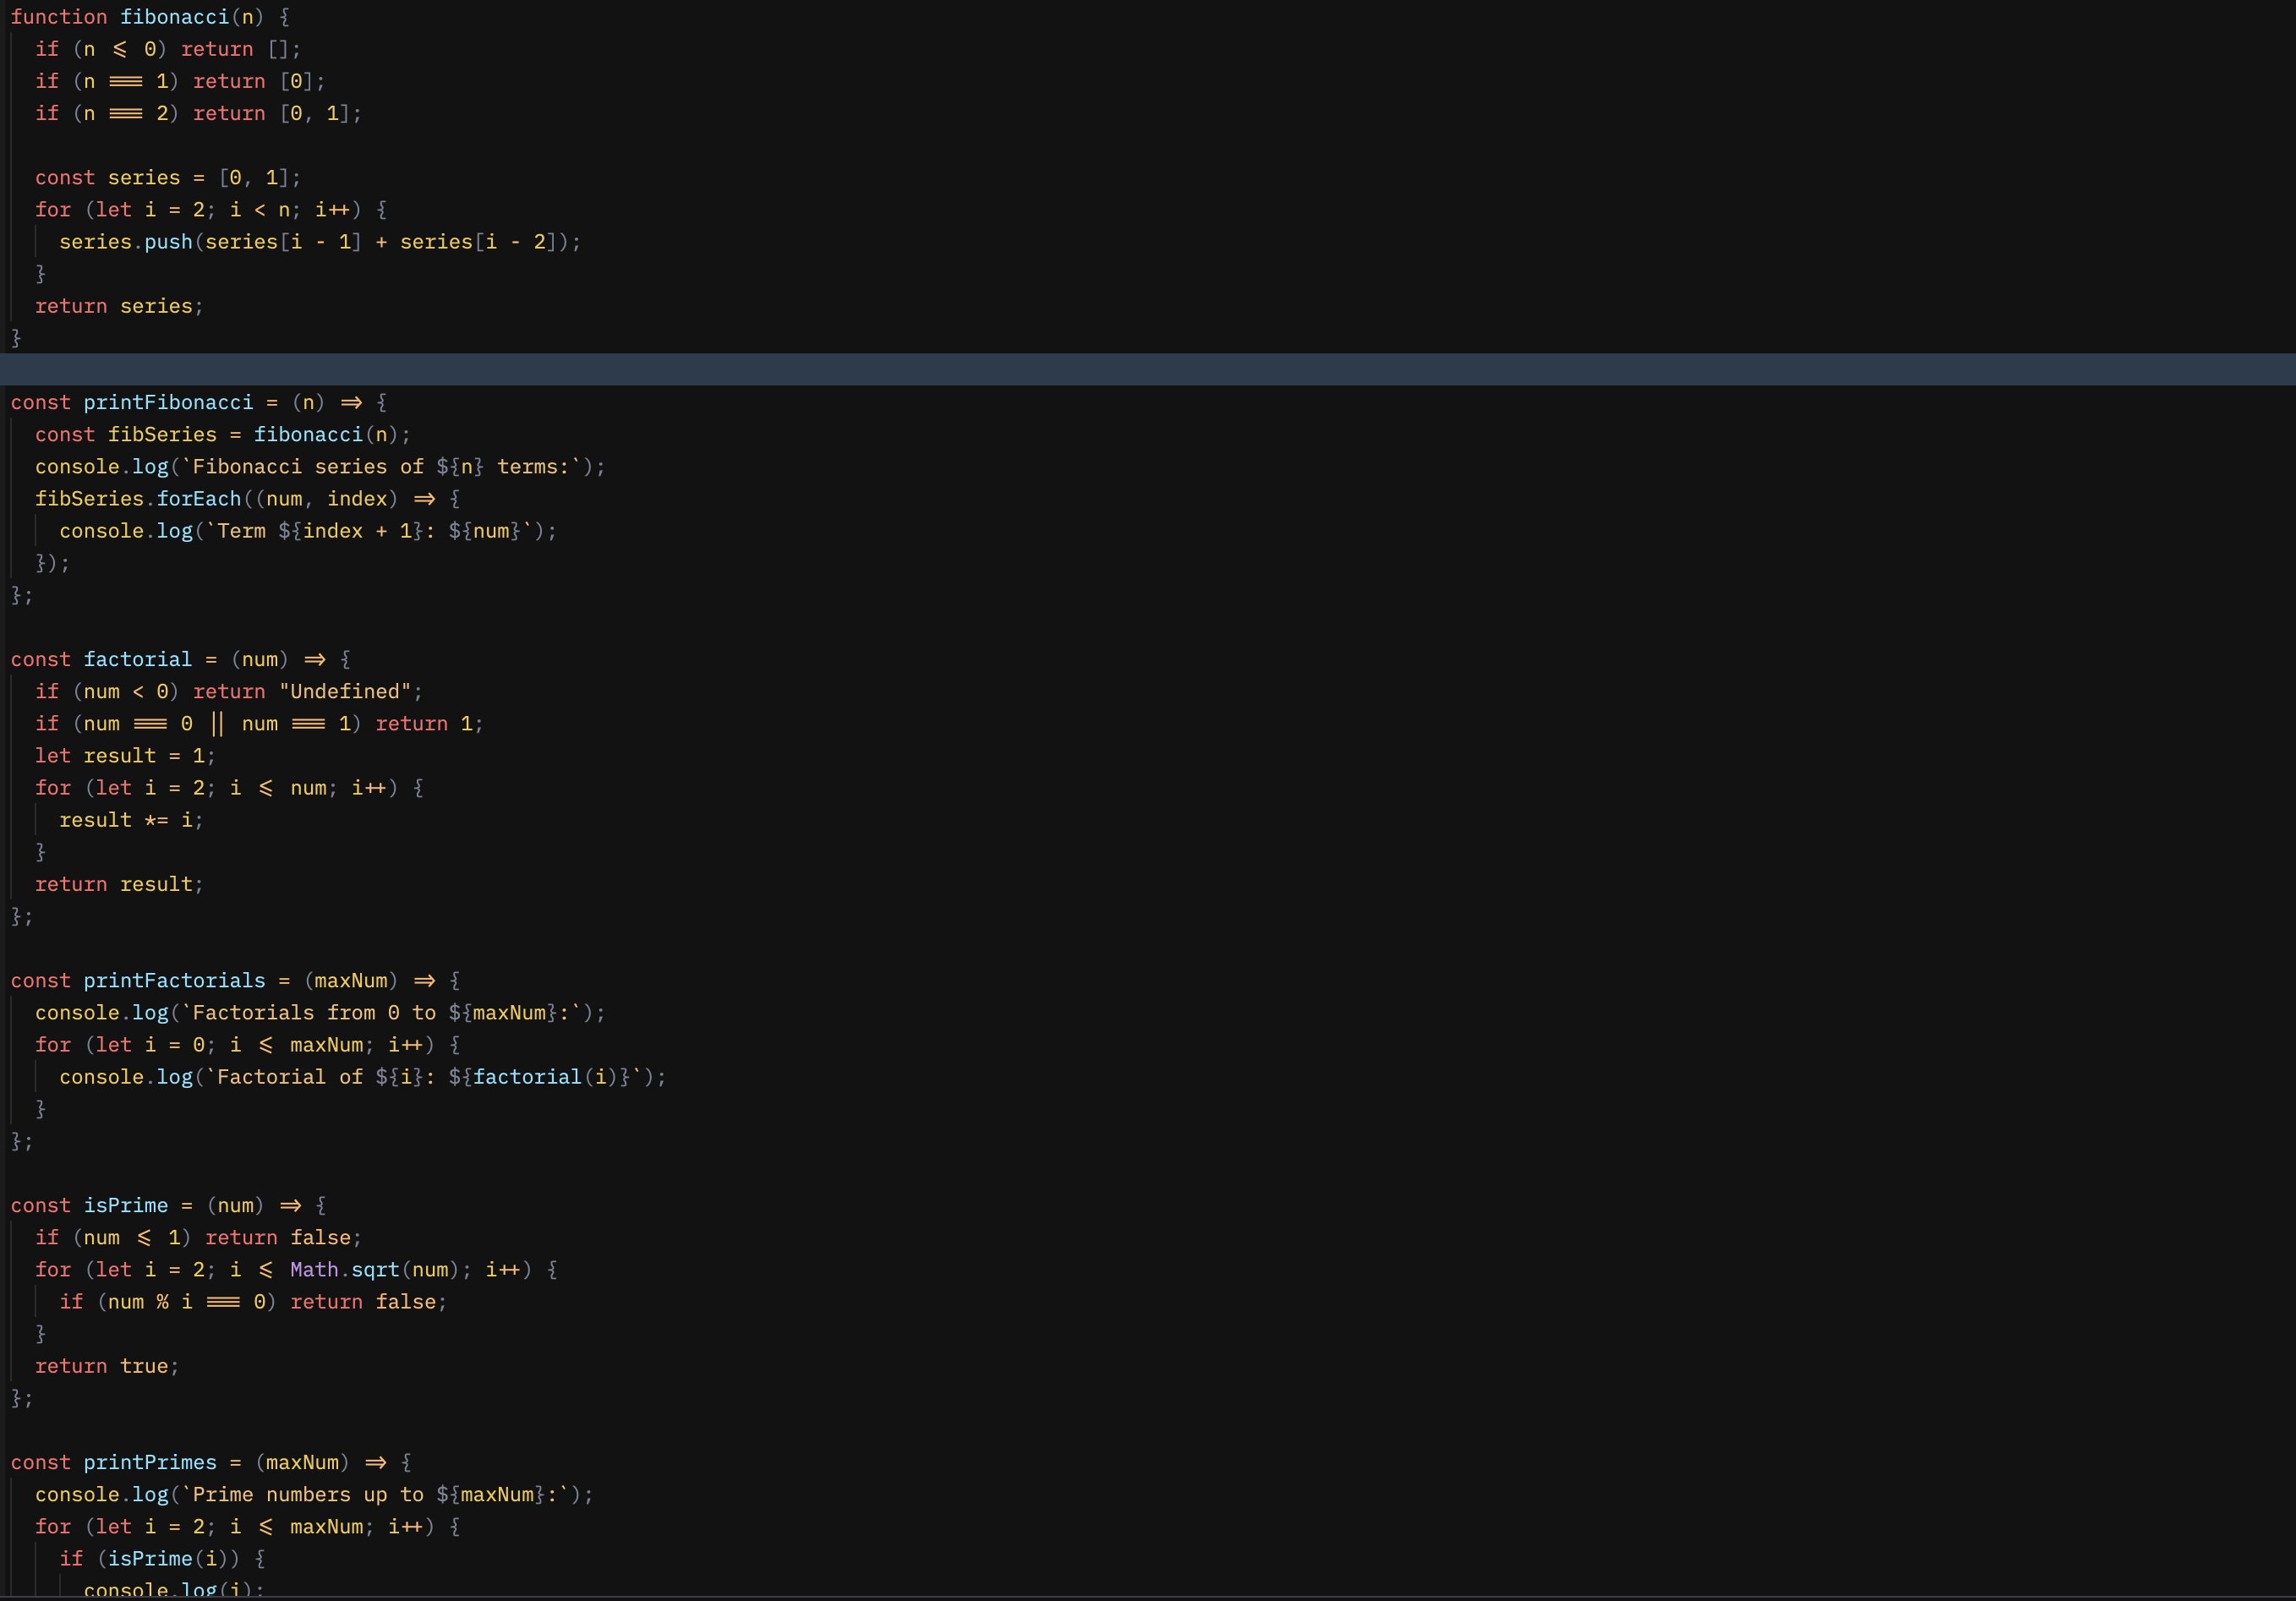 function fibonacci(n) {
  if (n <= 0) return [];
  if (n === 1) return [0];
  if (n === 2) return [0, 1];

  const series = [0, 1];
  for (let i = 2; i < n; i++) {
    series.push(series[i - 1] + series[i - 2]);
  }
  return series;
}

const printFibonacci = (n) => {
  const fibSeries = fibonacci(n);
  console.log(`Fibonacci series of ${n} terms:`);
  fibSeries.forEach((num, index) => {
    console.log(`Term ${index + 1}: ${num}`);
  });
};

const factorial = (num) => {
  if (num < 0) return "Undefined";
  if (num === 0 || num === 1) return 1;
  let result = 1;
  for (let i = 2; i <= num; i++) {
    result *= i;
  }
  return result;
};

const printFactorials = (maxNum) => {
  console.log(`Factorials from 0 to ${maxNum}:`);
  for (let i = 0; i <= maxNum; i++) {
    console.log(`Factorial of ${i}: ${factorial(i)}`);
  }
};

const isPrime = (num) => {
  if (num <= 1) return false;
  for (let i = 2; i <= Math.sqrt(num); i++) {
    if (num % i === 0) return false;
  }
  return true;
};

const printPrimes = (maxNum) => {
  console.log(`Prime numbers up to ${maxNum}:`);
  for (let i = 2; i <= maxNum; i++) {
    if (isPrime(i)) {
      console.log(i);